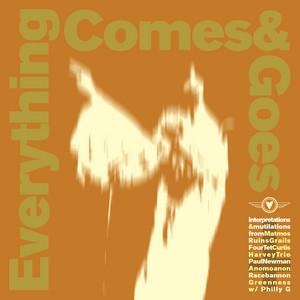 Everything
Comes&
Goes
interpretations
&mutilations
fromMatmos
RuinsGrails
FourTetCurtis
HarveyTrio
PaulNewman
Anomoanon
Racebannon
Greenness
w/ Philly G